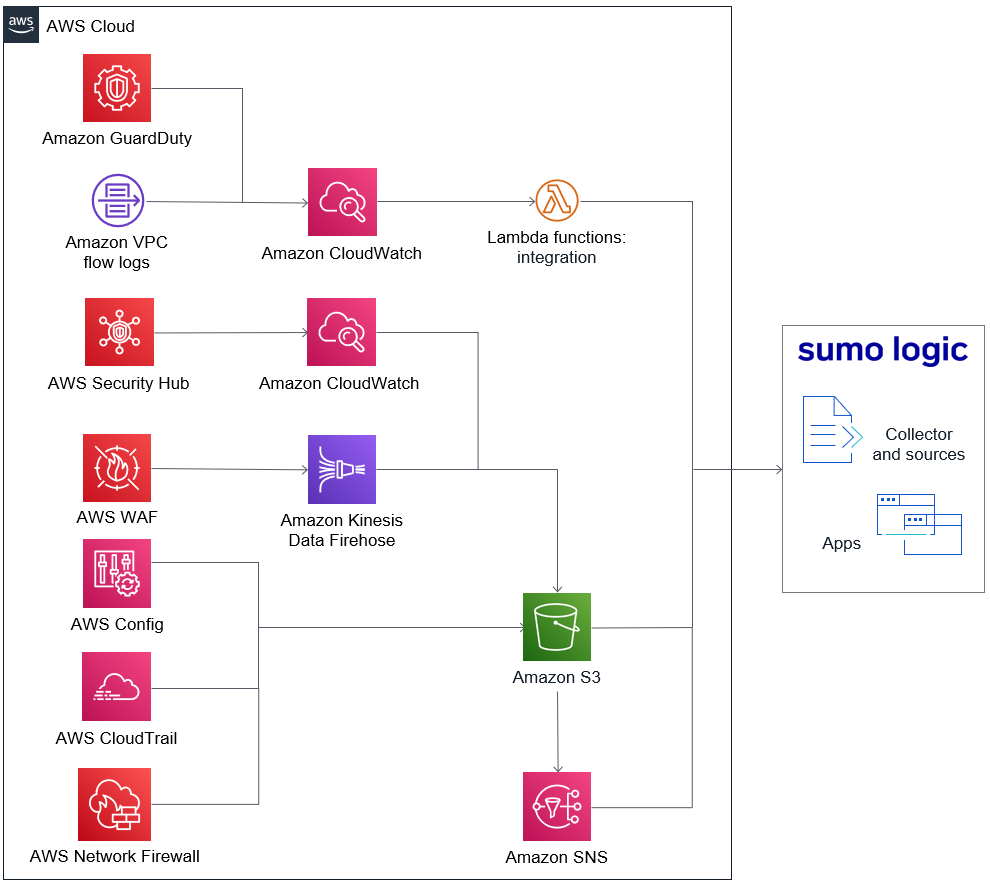 aws
AWS Cloud
Amazon GuardDuty
Amazon VPC
flow logs
Amazon CloudWatch
Lambda functions:
integration
AWS Security Hub
Amazon CloudWatch
sumo logic
Collector
and sources
Apps
AWS WAF
Amazon Kinesis
Data Firehose
AWS Config
Amazon S3
AWS CloudTrail
AWS Network Firewall
Amazon SNS